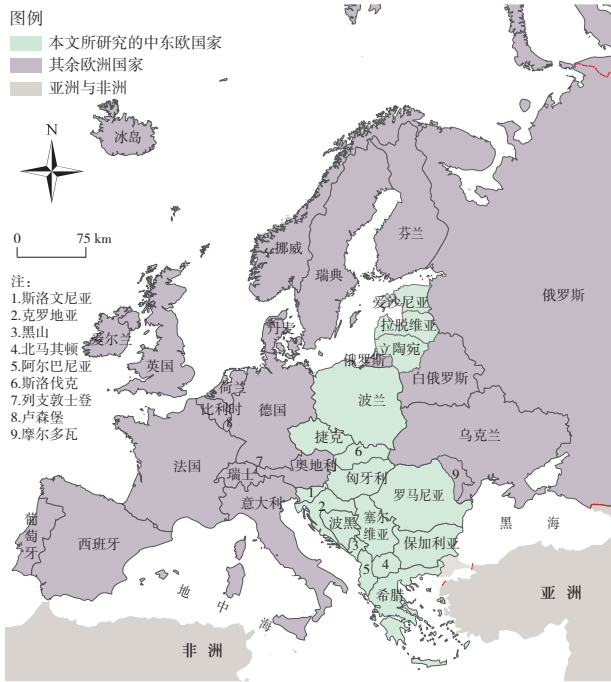 图例
本文所研究的中东欧国家
其余欧洲国家
亚洲与非洲
N
0 75 km
注:
1.斯洛文尼亚
2.克罗地亚
3.黑山
4.北马其顿
5.阿尔巴尼亚
6.斯洛伐克
7.列支敦士登
8.卢森堡
9.摩尔多瓦
冰岛
挪威
瑞典
芬兰
俄罗斯
爱沙尼亚
拉脱维亚
立陶宛
俄罗斯
白俄罗斯
丹麦
爱尔兰
英国
荷兰
比利时
8
德国
波兰
捷克
乌克兰
6
9
法国
7
瑞士
奥地利
匈牙利
罗马尼亚
意大利
1
2
波黑
塞尔
维亚
3
保加利亚
黑海
5
4
希腊
葡萄牙
西班牙
地中海
非洲
亚洲